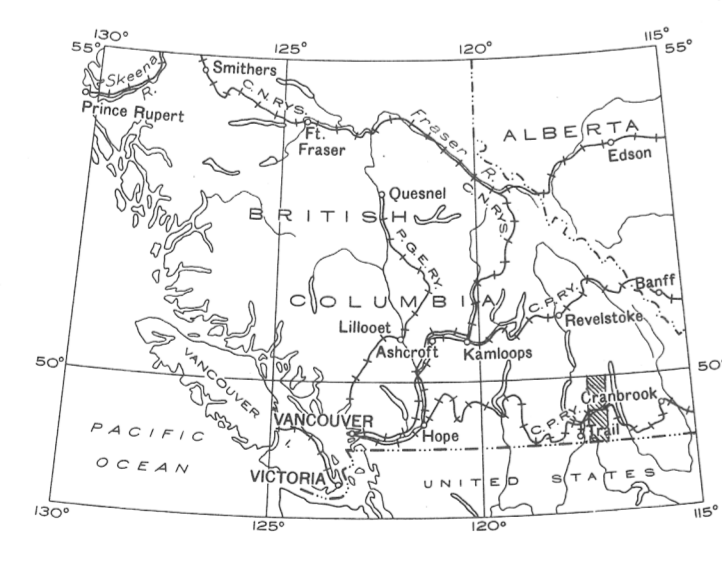 130°
125°
120°
115°
55°
55°
Skeena
R.
Smithers
C.N.RYS.
Prince Rupert
Ft.
Fraser
Fraser R.
ALBERTA
Edson
C.N.RYS.
Quesnel
BRITISH
P.G.E.RY.
COLUMBIA
C.P.RY.
Banff
Revelstoke
Lillooet
Ashcroft
Kamloops
50°
50°
VANCOUVER
Cranbrook
VANCOUVER
C.P.RY.
Trail
Hope
PACIFIC
OCEAN
VICTORIA
UNITED STATES
130°
125°
120°
115°